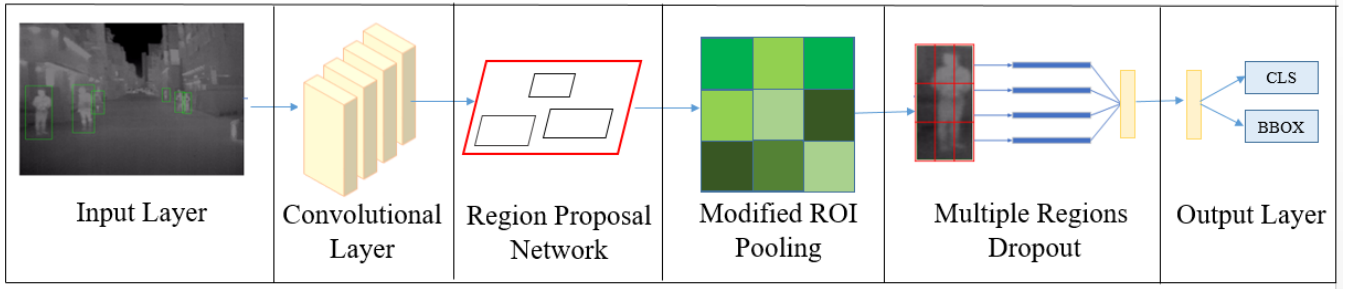 CLS
BBOX
Input Layer
Convolutional
Layer
Region Proposal
Network
Modified ROI
Pooling
Multiple Regions
Dropout
Output Layer